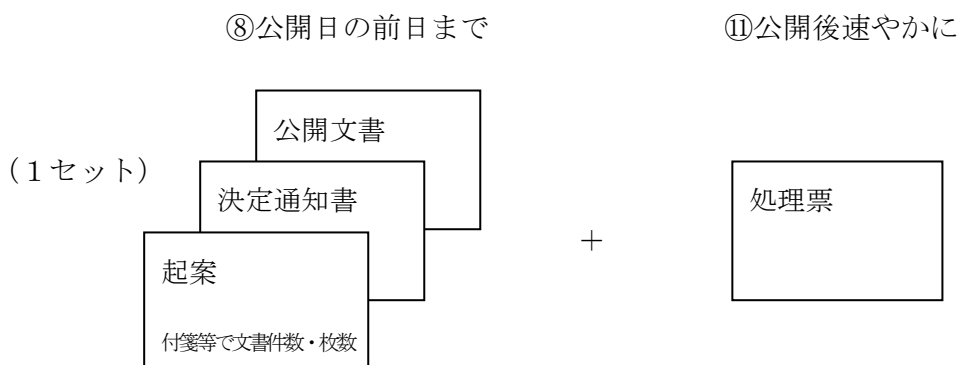 ⑧公開日の前日まで
⑪公開後速やかに
公開文書
（１セット）
決定通知書
処理票
＋
起案
付箋等で文書件数・枚数